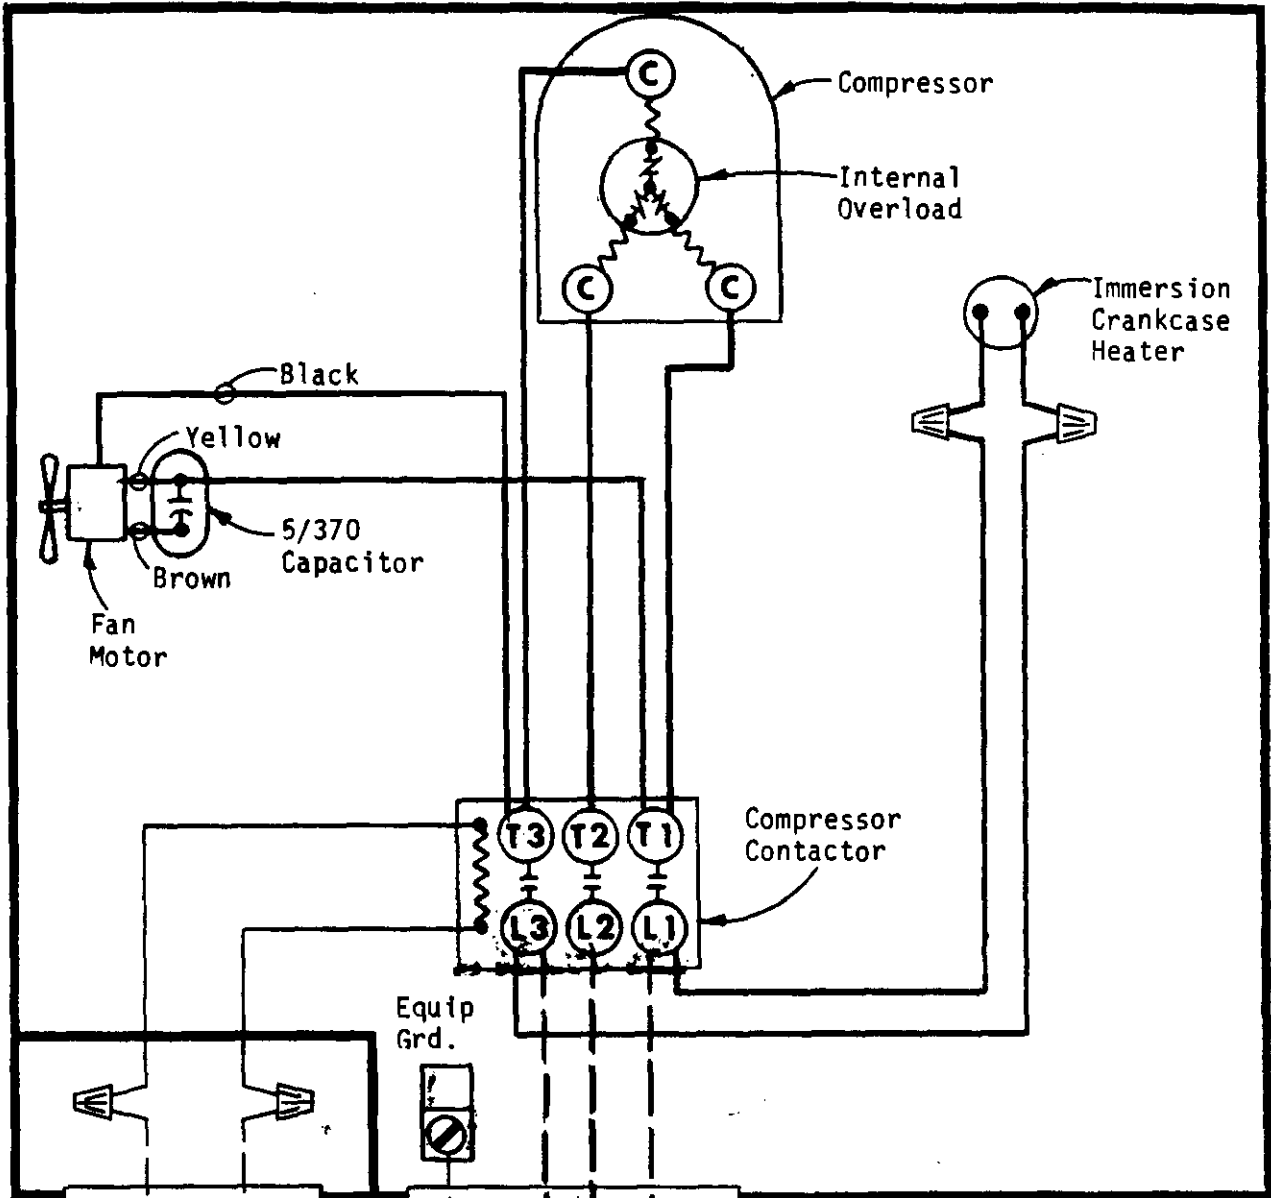 C
Compressor
Internal
Overload
C
C
Immersion
Crankcase
Heater
Black
Yellow
5/370
Capacitor
Brown
Fan
Motor
T3
T2
T1
Compressor
Contactor
L3
L2
L1
Equip
Grd.